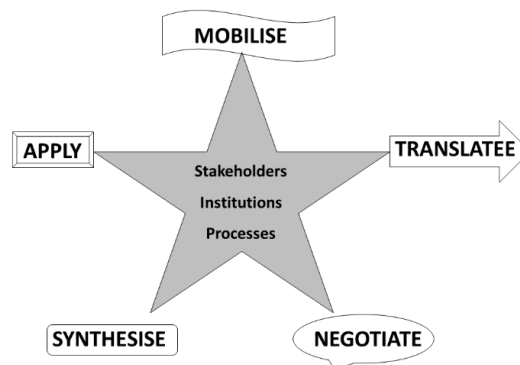 MOBILISE
APPLY
TRANSLATEE
Stakeholders
Institutions
Processes
SYNTHESISE
NEGOTIATE